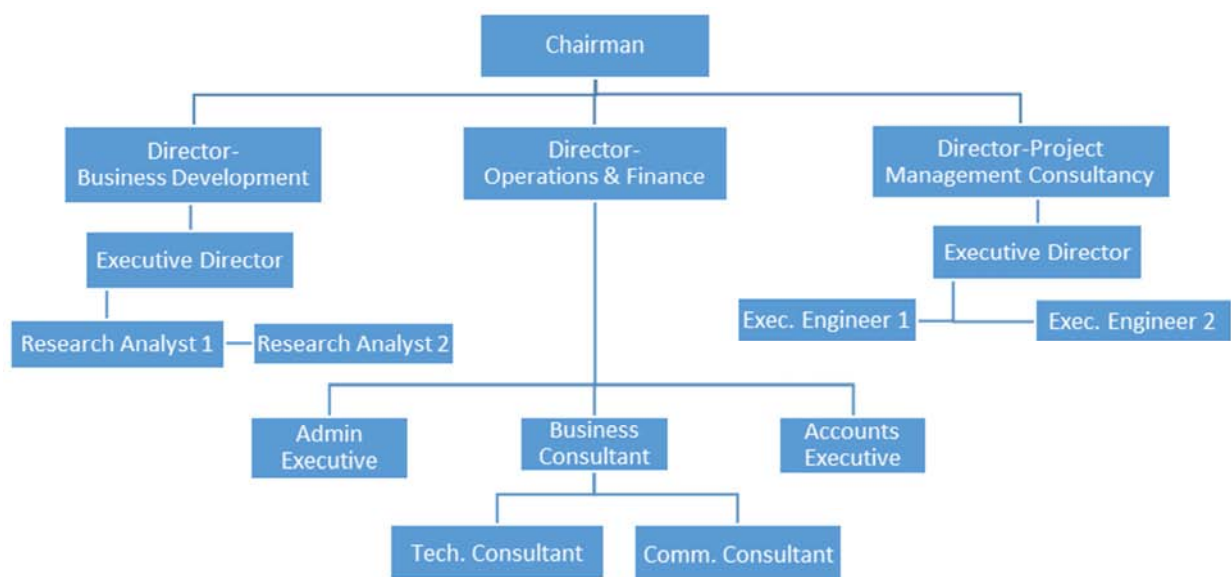 Chairman
Director-
Business Development
Director-
Operations & Finance
Director-Project
Management Consultancy
Executive Director
Executive Director
Research Analyst 1
Research Analyst 2
Exec. Engineer 1
Exec. Engineer 2
Admin
Executive
Business
Consultant
Accounts
Executive
Tech. Consultant
Comm. Consultant